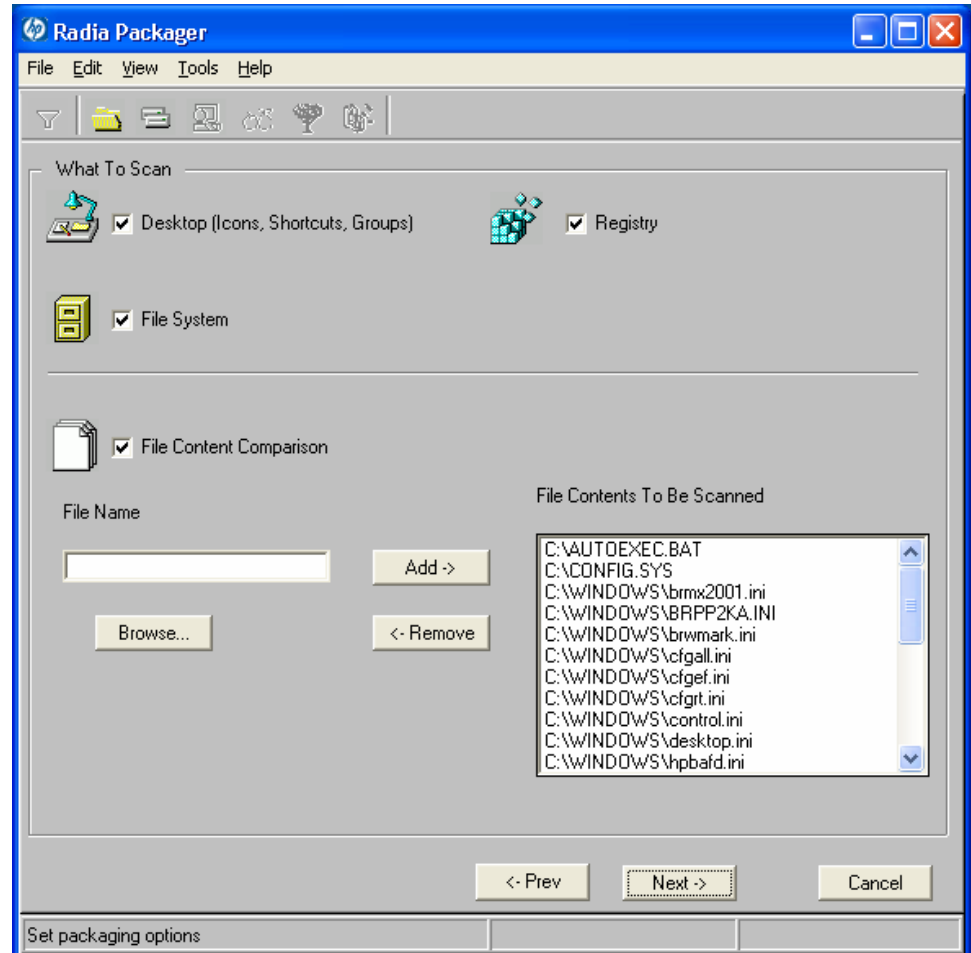 Radia Packager
File Edit View Tools Help
What To Scan
Desktop (Icons, Shortcuts, Groups)
Registry
File System
File Content Comparison
File Name
File Contents To Be Scanned
Add ->
Browse...
<- Remove
C:\AUTOEXEC.BAT
C:\CONFIG.SYS
C:\WINDOWS\brmx2001.ini
C:\WINDOWS\BRPP2KA.INI
C:\WINDOWS\brwmark.ini
C:\WINDOWS\cfgall.ini
C:\WINDOWS\cfgef.ini
C:\WINDOWS\cfgrt.ini
C:\WINDOWS\control.ini
C:\WINDOWS\desktop.ini
C:\WINDOWS\hpbafd.ini
<- Prev
Next ->
Cancel
Set packaging options